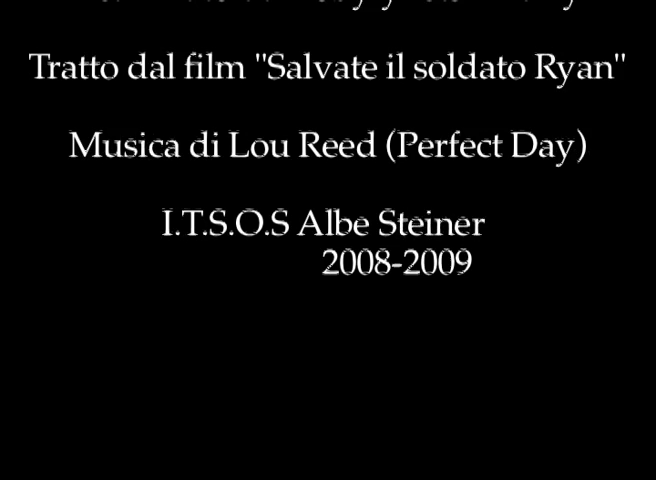 Tratto dal film "Salvate il soldato Ryan"
Musica di Lou Reed (Perfect Day)
I.T.S.O.S Albe Steiner
2008-2009